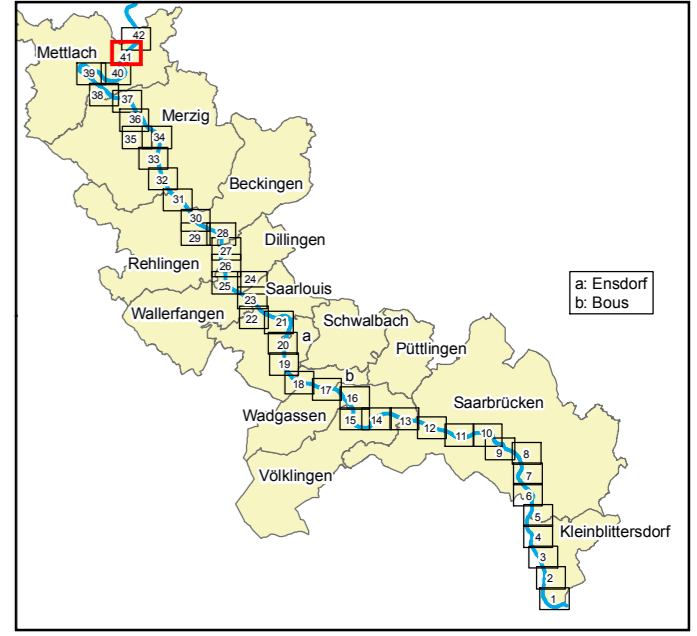 42
Mettlach
41
39
40
38
37
36
Merzig
35
34
33
32
Beckingen
31
30
29
28
Dillingen
27
Rehlingen
26
25
24
Saarlouis
23
Wallerfangen
22
21
a: Ensdorf
b: Bous
Schwalbach
a
20
Püttlingen
19
18
17
b
16
Saarbrücken
Wadgassen
15
14
13
12
11
10
9
8
Völklingen
7
6
5
Kleinblittersdorf
4
3
2
1